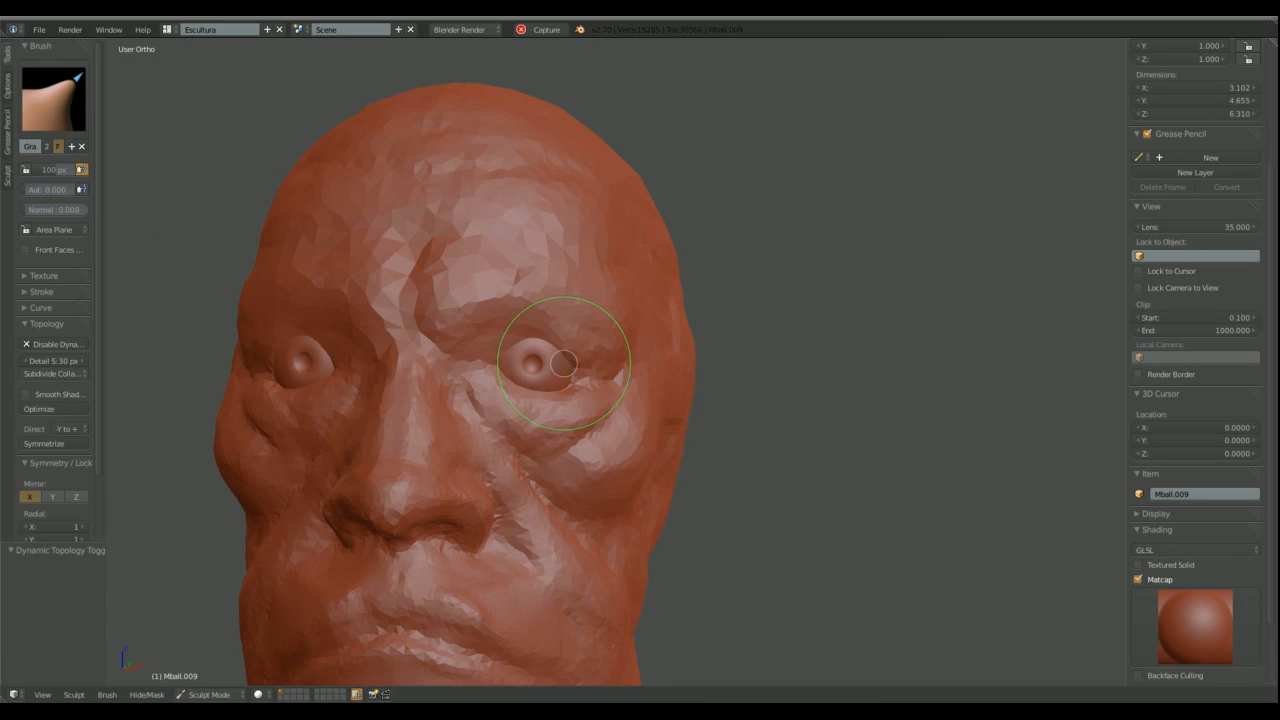 File Render Window Help Escultura Scene Blender Render Capture v2.70 | Verts:15285 | Tris:30566 | Mball.009
Tools
Options
Grease Pencil
Sculpt
Brush
Gra 2 F
100 px
Aut: 0.000
Normal : 0.000
Area Plane
Front Faces ...
Texture
Stroke
Curve
Topology
Disable Dyna...
Detail S: 30 px
Subdivide Colla...
Smooth Shad...
Optimize
Direct -Y to +
Symmetrize
Symmetry / Lock
Mirror:
X Y Z
Radial:
X: 1
Y: 1
Dynamic Topology Togg
User Ortho
(1) Mball.009
Y: 1.000
Z: 1.000
Dimensions:
X: 3.102
Y: 4.655
Z: 6.310
Grease Pencil
New
New Layer
Delete Frame Convert
View
Lens: 35.000
Lock to Object:
Lock to Cursor
Lock Camera to View
Clip:
Start: 0.100
End: 1000.000
Local Camera:
Render Border
3D Cursor
Location:
X: 0.0000
Y: 0.0000
Z: 0.0000
Item
Mball.009
Display
Shading
GLSL
Textured Solid
Matcap
Backface Culling
View Sculpt Brush Hide/Mask Sculpt Mode